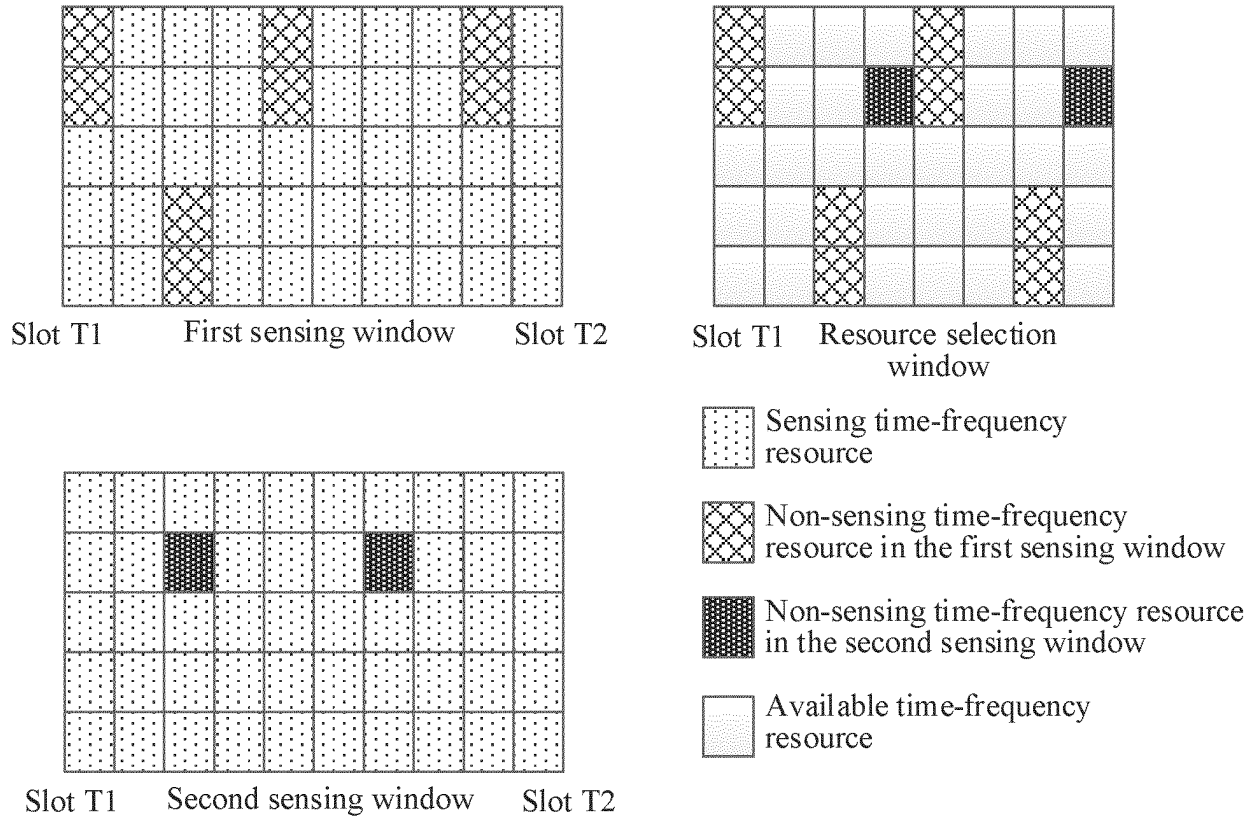 Slot T1 First sensing window Slot T2
Slot T1 Resource selection
window
Sensing time-frequency
resource
Non-sensing time-frequency
resource in the first sensing window
Non-sensing time-frequency resource
in the second sensing window
Available time-frequency
resource
Slot T1 Second sensing window Slot T2